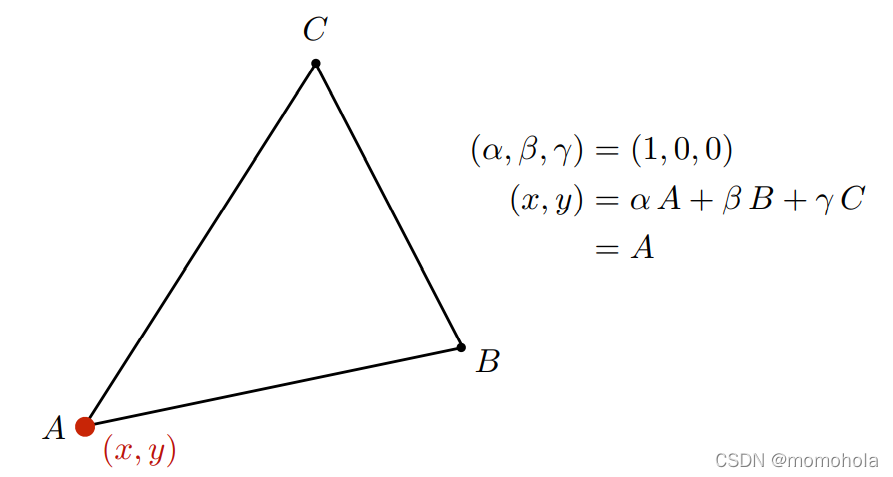 C
(α, β, γ) = (1, 0, 0)
(x, y) = α A + β B + γ C
= A
B
A
(x, y)
CSDN @momohola